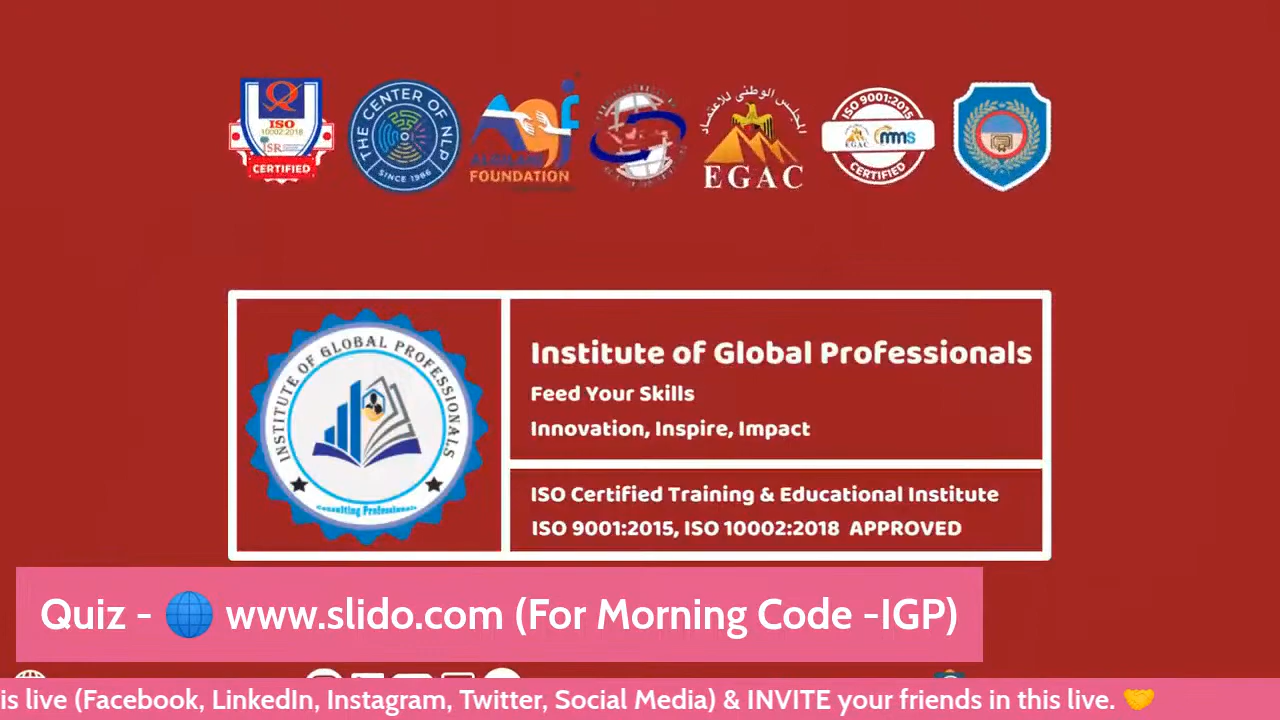 ISO
10002:2018
CERTIFIED
THE CENTER OF NLP
SINCE 1986
FOUNDATION
المجلس الوطني للاعتماد
EGAC
ISO 9001:2015
EGAC mms
CERTIFIED
INSTITUTE OF GLOBAL PROFESSIONALS
Consulting Professionals
Institute of Global Professionals
Feed Your Skills
Innovation, Inspire, Impact
ISO Certified Training & Educational Institute
ISO 9001:2015, ISO 10002:2018 APPROVED
Quiz - 🌐 www.slido.com (For Morning Code -IGP)
is live (Facebook, LinkedIn, Instagram, Twitter, Social Media) & INVITE your friends in this live. 🤝